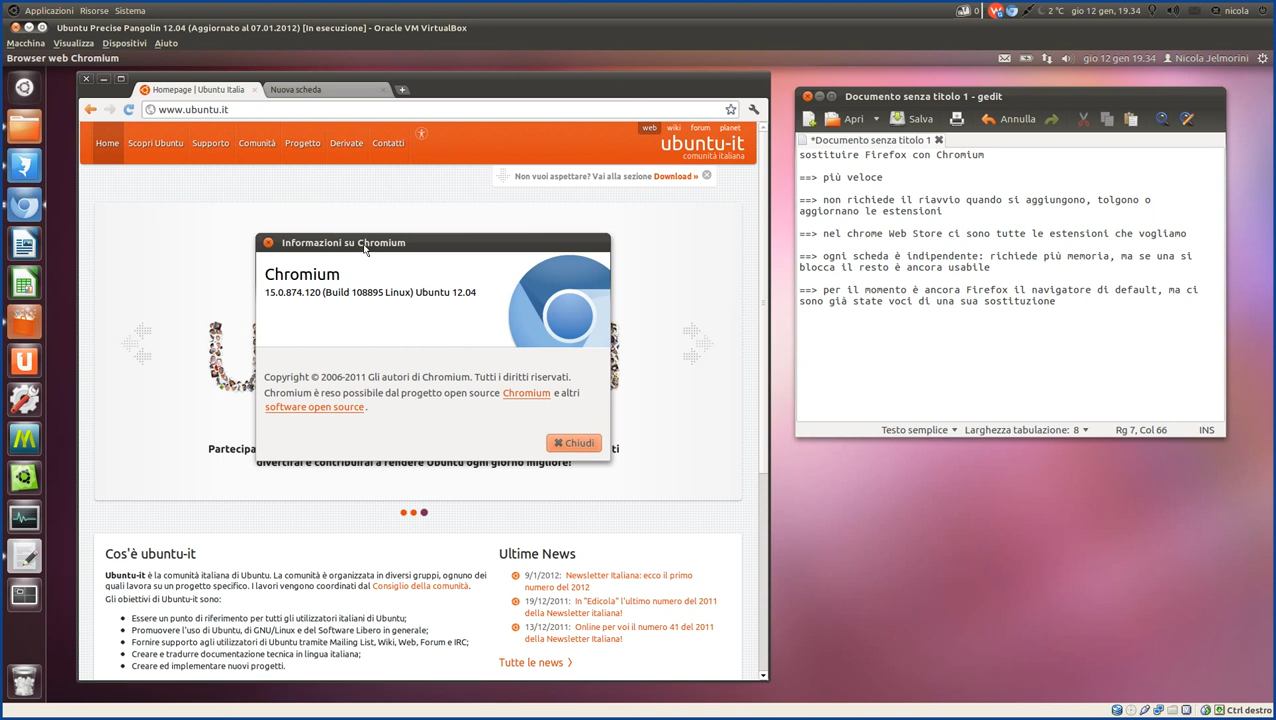 Applicazioni Risorse Sistema
0
2 °C
gio 12 gen, 19.34
nicola
Ubuntu Precise Pangolin 12.04 (Aggiornato al 07.01.2012) [In esecuzione] - Oracle VM VirtualBox
Macchina Visualizza Dispositivi Aiuto
Browser web Chromium
gio 12 gen 19.34
Nicola Jelmorini
Homepage | Ubuntu Italia
Nuova scheda
www.ubuntu.it
web wiki forum planet
Home Scopri Ubuntu Supporto Comunità Progetto Derivate Contatti
ubuntu-it
comunità italiana
Non vuoi aspettare? Vai alla sezione Download »
Informazioni su Chromium
Chromium
15.0.874.120 (Build 108895 Linux) Ubuntu 12.04
Copyright © 2006-2011 Gli autori di Chromium. Tutti i diritti riservati.
Chromium è reso possibile dal progetto open source Chromium e altri
software open source.
Chiudi
Partecipa
divertirai e contribuirai a rendere Ubuntu ogni giorno migliore!
Cos'è ubuntu-it
Ubuntu-it è la comunità italiana di Ubuntu. La comunità è organizzata in diversi gruppi, ognuno dei
quali lavora su un progetto specifico. I lavori vengono coordinati dal Consiglio della comunità.
Gli obiettivi di Ubuntu-it sono:
Essere un punto di riferimento per tutti gli utilizzatori italiani di Ubuntu;
Promuovere l'uso di Ubuntu, di GNU/Linux e del Software Libero in generale;
Fornire supporto agli utilizzatori di Ubuntu tramite Mailing List, Wiki, Web, Forum e IRC;
Creare e tradurre documentazione tecnica in lingua italiana;
Creare ed implementare nuovi progetti.
Ultime News
9/1/2012: Newsletter Italiana: ecco il primo
numero del 2012
19/12/2011: In "Edicola" l'ultimo numero del 2011
della Newsletter italiana!
13/12/2011: Online per voi il numero 41 del 2011
della Newsletter Italiana!
Tutte le news 〉
Documento senza titolo 1 - gedit
Apri Salva Annulla
*Documento senza titolo 1
sostituire Firefox con Chromium
==> più veloce
==> non richiede il riavvio quando si aggiungono, tolgono o
aggiornano le estensioni
==> nel chrome Web Store ci sono tutte le estensioni che vogliamo
==> ogni scheda è indipendente: richiede più memoria, ma se una si
blocca il resto è ancora usabile
==> per il momento è ancora Firefox il navigatore di default, ma ci
sono già state voci di una sua sostituzione
Testo semplice Larghezza tabulazione: 8 Rg 7, Col 66 INS
Ctrl destro